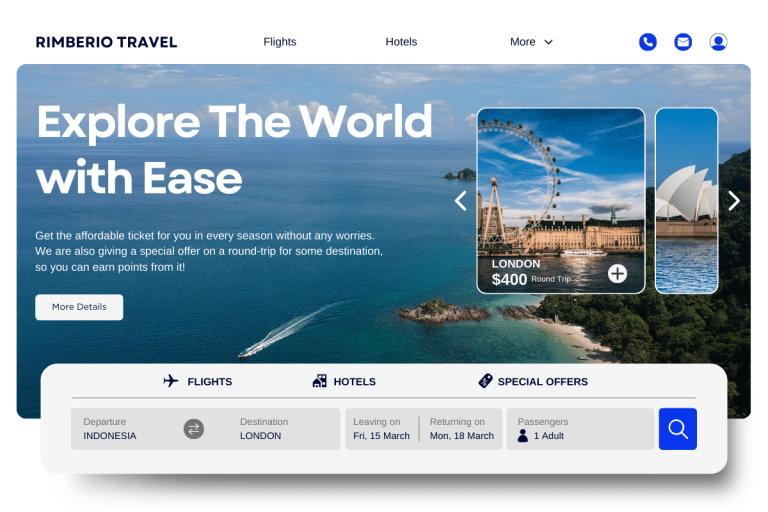 RIMBERIO TRAVEL
Flights
Hotels
More
Explore The World
with Ease
Get the affordable ticket for you in every season without any worries.
We are also giving a special offer on a round-trip for some destination,
so you can earn points from it!
More Details
LONDON
$400 Round Trip
FLIGHTS
HOTELS
SPECIAL OFFERS
Departure
INDONESIA
Destination
LONDON
Leaving on
Fri, 15 March
Returning on
Mon, 18 March
Passengers
1 Adult